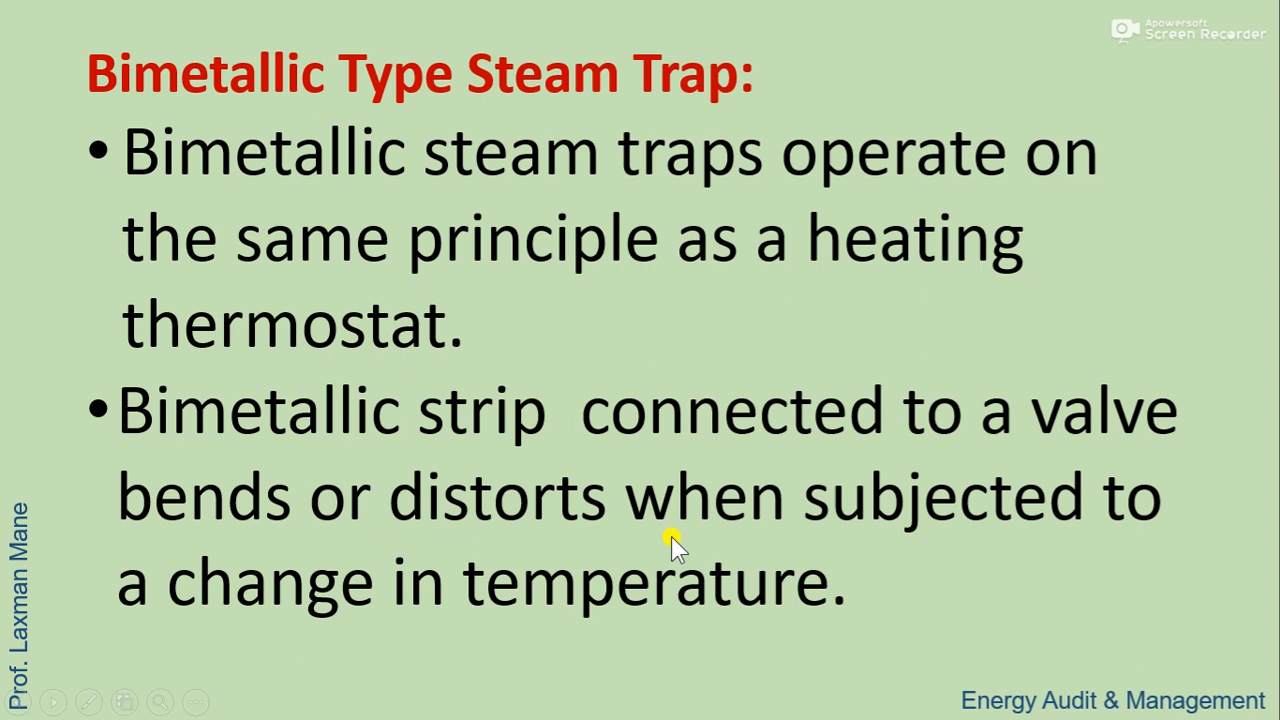 Apowersoft
Screen Recorder
Bimetallic Type Steam Trap:
• Bimetallic steam traps operate on
the same principle as a heating
thermostat.
• Bimetallic strip  connected to a valve
bends or distorts when subjected to
a change in temperature.
Prof. Laxman Mane
Energy Audit & Management